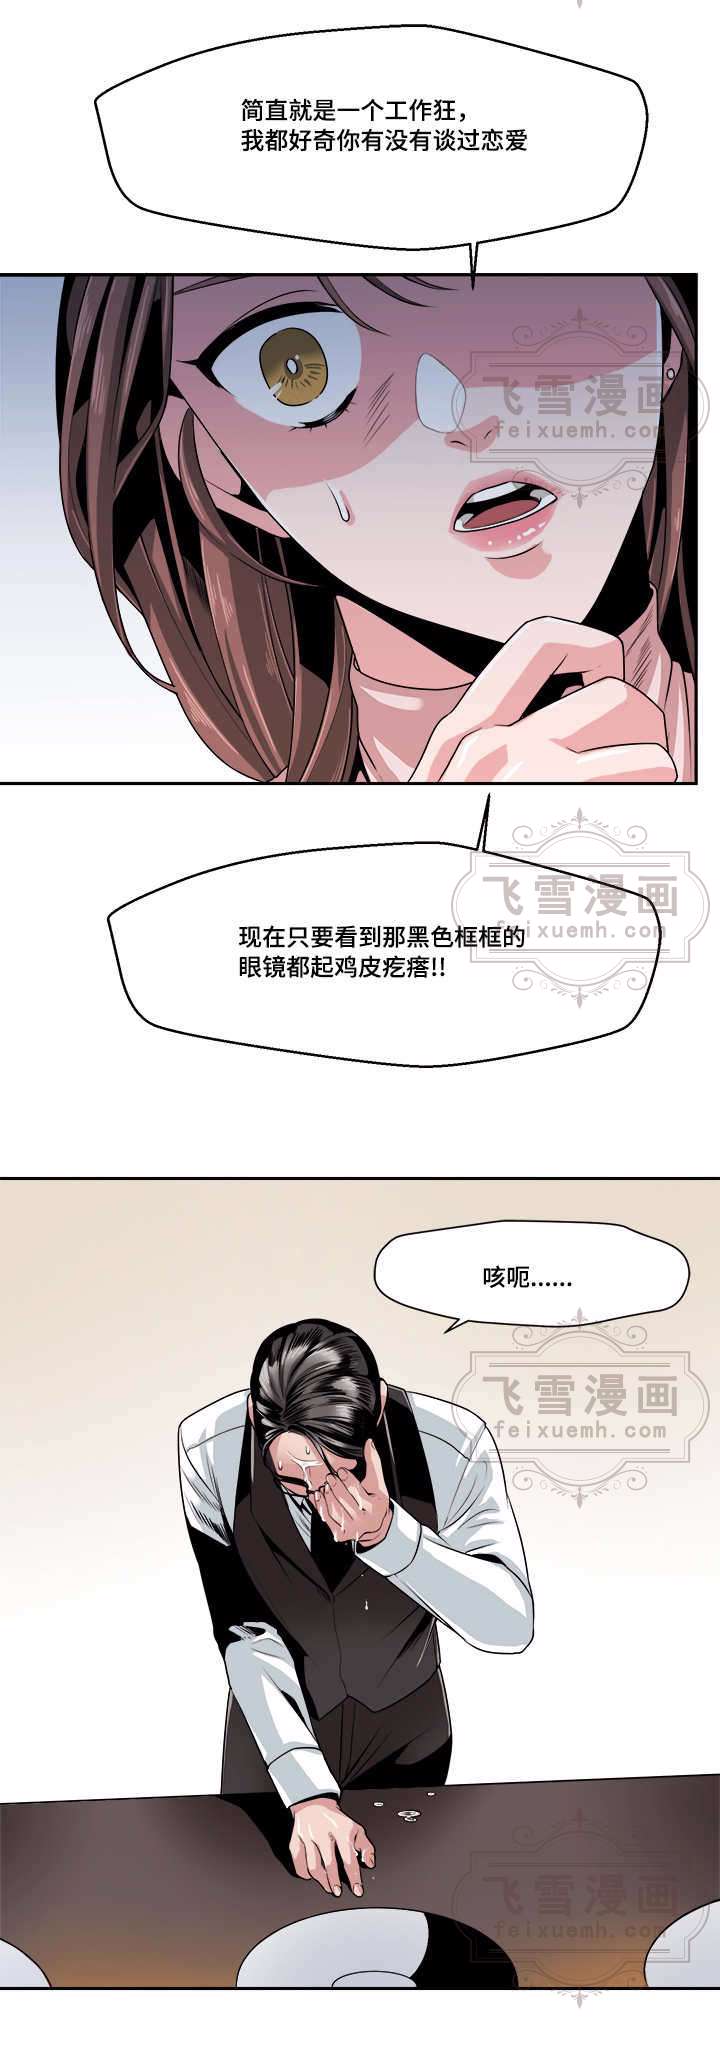 简直就是一个工作狂，
我都好奇你有没有谈过恋爱
飞雪漫画
feixuemh.com
飞雪漫画
feixuemh.com
现在只要看到那黑色框框的
眼镜都起鸡皮疙瘩!!
咳呃......
飞雪漫画
feixuemh.com
飞雪漫画
feixuemh.com